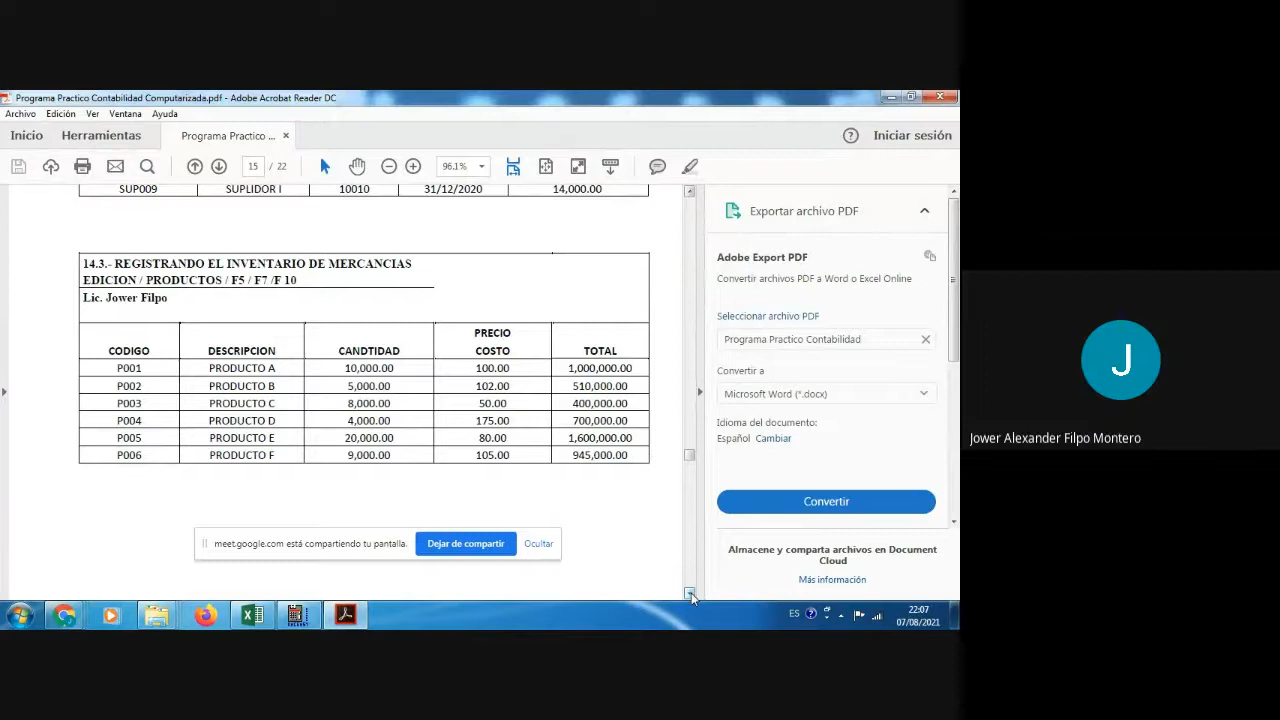 Programa Practico Contabilidad Computarizada.pdf - Adobe Acrobat Reader DC
Archivo Edición Ver Ventana Ayuda
Inicio Herramientas Programa Practico ... × ? Iniciar sesión
15 / 22 96.1%
SUP009 SUPLIDOR I 10010 31/12/2020 14,000.00
14.3.- REGISTRANDO EL INVENTARIO DE MERCANCIAS
EDICION / PRODUCTOS / F5 / F7 /F 10
Lic. Jower Filpo
CODIGO DESCRIPCION CANDTIDAD PRECIO COSTO TOTAL
P001 PRODUCTO A 10,000.00 100.00 1,000,000.00
P002 PRODUCTO B 5,000.00 102.00 510,000.00
P003 PRODUCTO C 8,000.00 50.00 400,000.00
P004 PRODUCTO D 4,000.00 175.00 700,000.00
P005 PRODUCTO E 20,000.00 80.00 1,600,000.00
P006 PRODUCTO F 9,000.00 105.00 945,000.00
meet.google.com está compartiendo tu pantalla. Dejar de compartir Ocultar
Exportar archivo PDF
Adobe Export PDF
Convertir archivos PDF a Word o Excel Online
Seleccionar archivo PDF
Programa Practico Contabilidad
Convertir a
Microsoft Word (*.docx)
Idioma del documento:
Español Cambiar
Convertir
Almacene y comparta archivos en Document
Cloud
Más información
J
Jower Alexander Filpo Montero
ES 22:07
07/08/2021